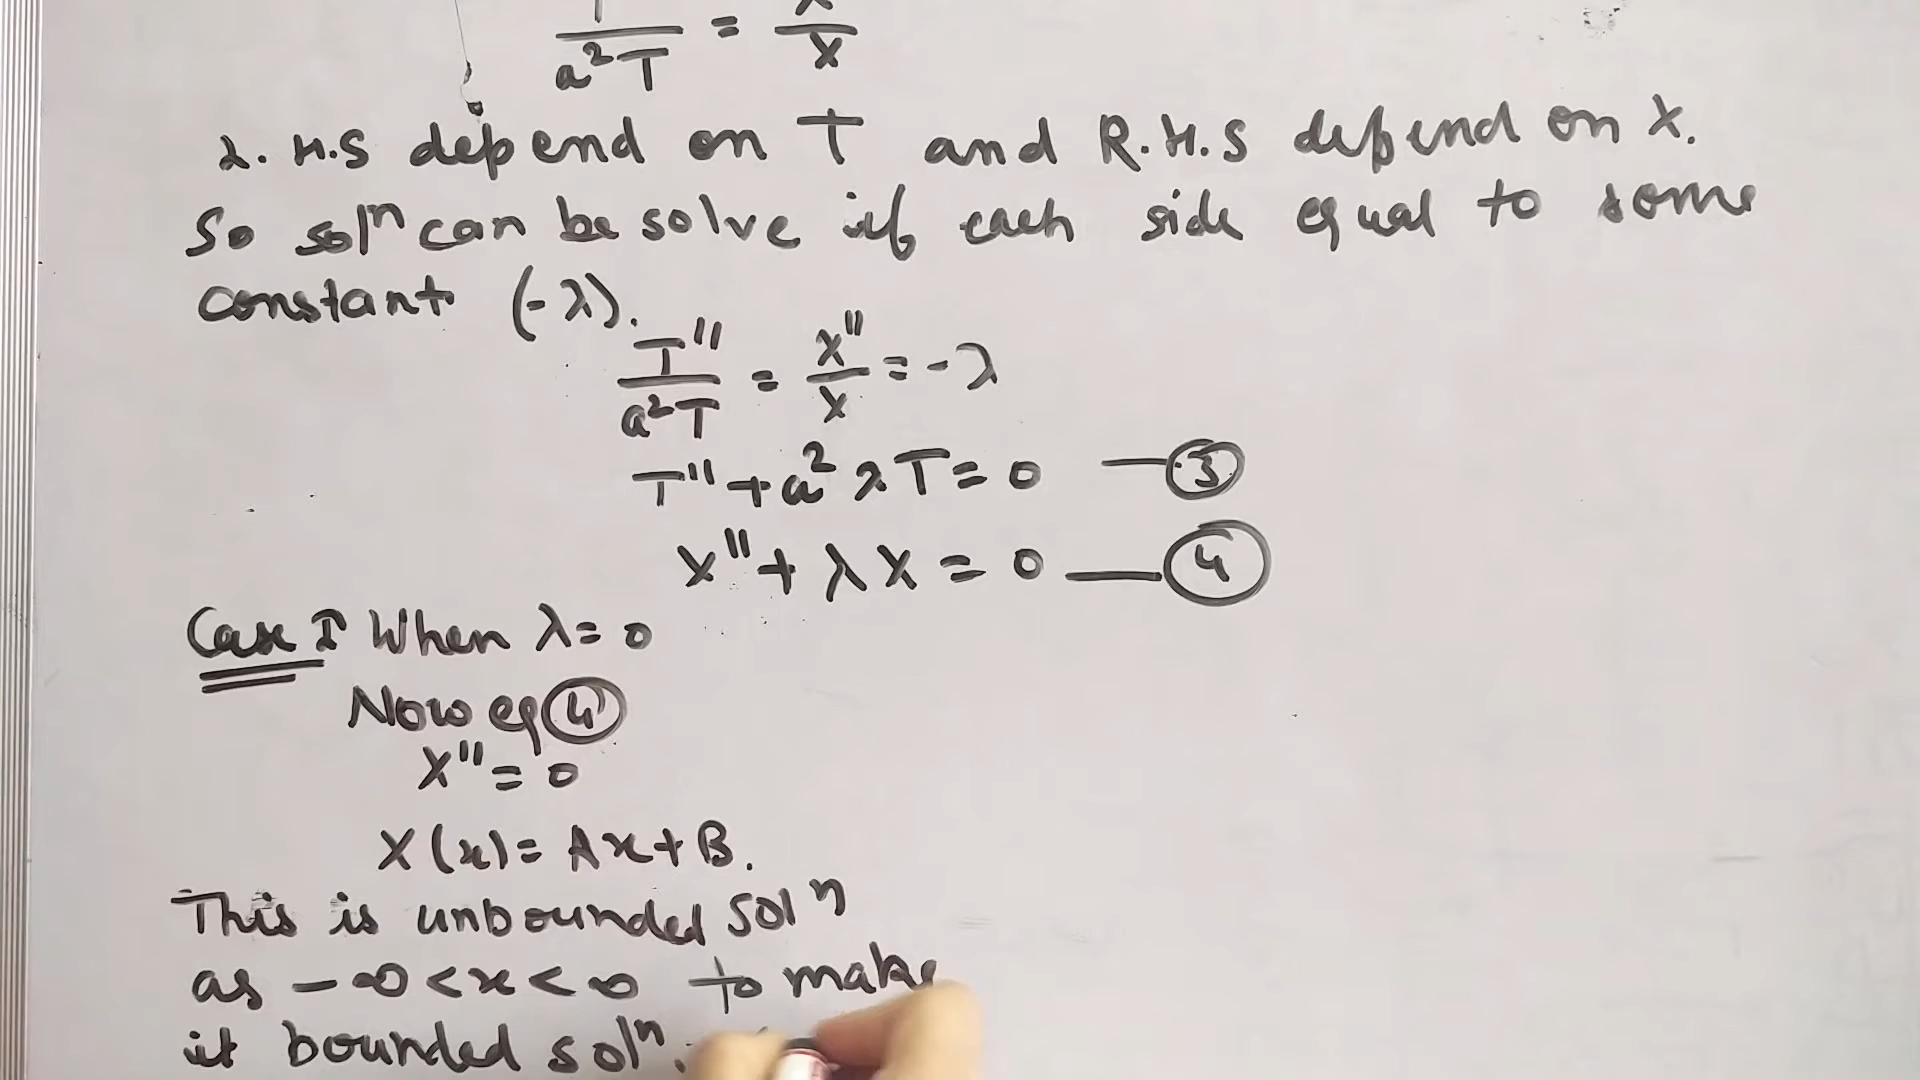 a²T = X
L.H.S depend on T and R.H.S depend on X.
So solⁿ can be solve if each side equal to some
constant (-λ).
T''/a²T = X''/X = -λ
T'' + a²λT = 0 — ③
X'' + λX = 0 — ④
Case I When λ = 0
Now eq ④
X'' = 0
X(x) = Ax + B.
This is unbounded solⁿ
as -∞ < x < ∞ to make
it bounded solⁿ.